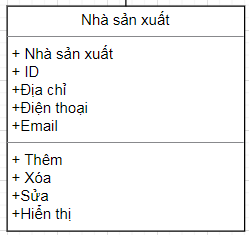 Nhà sản xuất
+ Nhà sản xuất
+ ID
+Địa chỉ
+Điện thoại
+Email
+ Thêm
+ Xóa
+Sửa
+Hiển thị